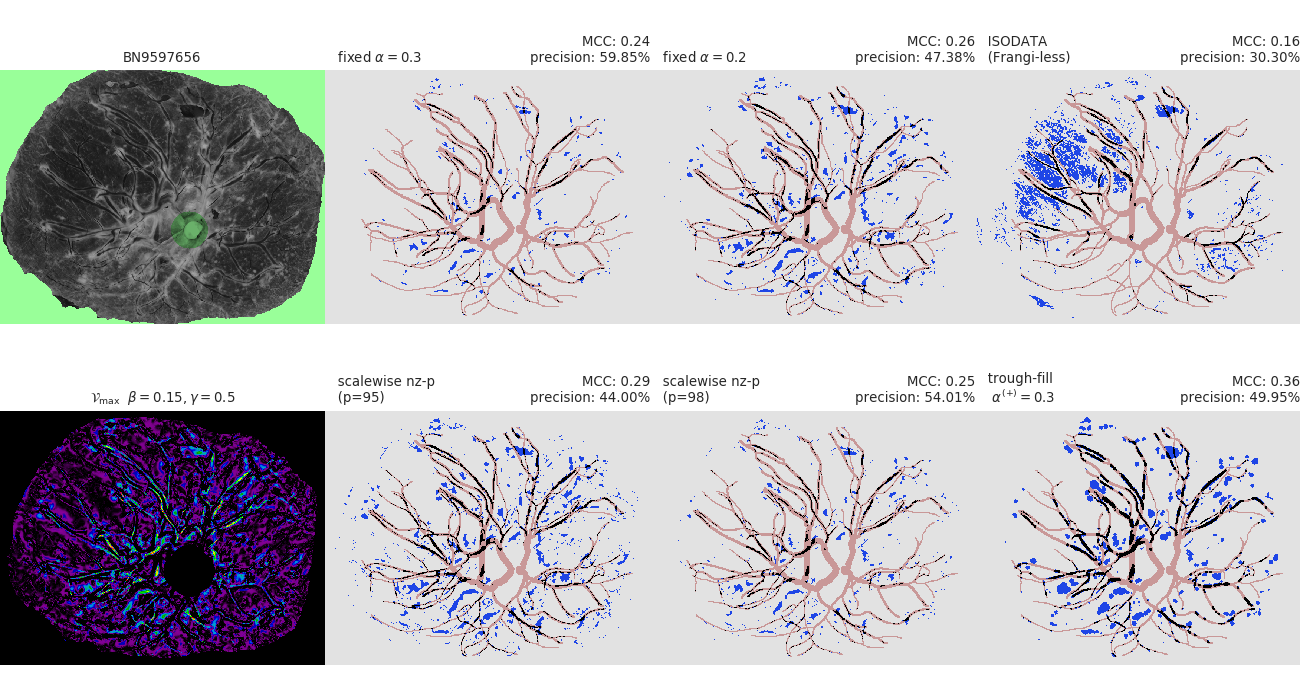 BN9597656
fixed α = 0.3
MCC: 0.24
precision: 59.85%
fixed α = 0.2
MCC: 0.26
precision: 47.38%
ISODATA
(Frangi-less)
MCC: 0.16
precision: 30.30%
𝒱max β = 0.15, γ = 0.5
scalewise nz-p
(p=95)
MCC: 0.29
precision: 44.00%
scalewise nz-p
(p=98)
MCC: 0.25
precision: 54.01%
trough-fill
α⁽⁺⁾ = 0.3
MCC: 0.36
precision: 49.95%